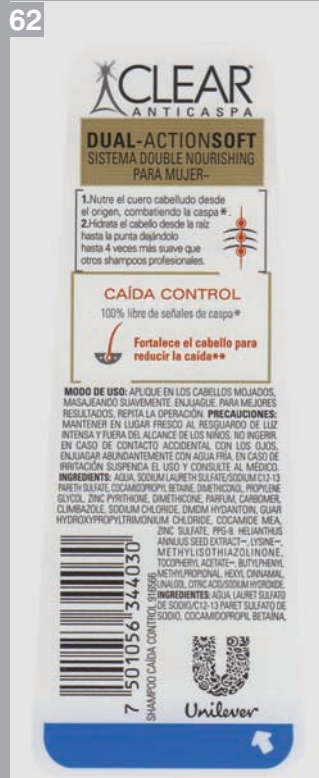 62
CLEAR
ANTICASPA
DUAL-ACTIONSOFT
SISTEMA DOUBLE NOURISHING
PARA MUJER~
1.Nutre el cuero cabelludo desde
el origen, combatiendo la caspa*.
2.Hidrata el cabello desde la raíz
hasta la punta dejándolo
hasta 4 veces más suave que
otros shampoos profesionales.
CAÍDA CONTROL
100% libre de señales de caspa*
Fortalece el cabello para
reducir la caída**
MODO DE USO: APLIQUE EN LOS CABELLOS MOJADOS,
MASAJEANDO SUAVEMENTE. ENJUAGUE. PARA MEJORES
RESULTADOS, REPITA LA OPERACIÓN. PRECAUCIONES:
MANTENER EN LUGAR FRESCO AL RESGUARDO DE LUZ
INTENSA Y FUERA DEL ALCANCE DE LOS NIÑOS. NO INGERIR.
EN CASO DE CONTACTO ACCIDENTAL CON LOS OJOS,
ENJUAGAR ABUNDANTEMENTE CON AGUA FRÍA. EN CASO DE
IRRITACIÓN SUSPENDA EL USO Y CONSULTE AL MÉDICO.
INGREDIENTS: AQUA, SODIUM LAURETH SULFATE/SODIUM C12-13
PARETH SULFATE, COCAMIDOPROPYL BETAINE, DIMETHICONOL, PROPYLENE
GLYCOL, ZINC PYRITHIONE, DIMETHICONE, PARFUM, CARBOMER,
CLIMBAZOLE, SODIUM CHLORIDE, DMDM HYDANTOIN, GUAR
HYDROXYPROPYLTRIMONIUM CHLORIDE, COCAMIDE MEA,
ZINC SULFATE, PPG-9, HELIANTHUS
ANNUUS SEED EXTRACT~, LYSINE~,
METHYLISOTHIAZOLINONE,
TOCOPHERYL ACETATE~, BUTYLPHENYL
METHYLPROPIONAL, HEXYL CINNAMAL,
LINALOOL, CITRIC ACID/SODIUM HYDROXIDE.
INGREDIENTES: AGUA, LAURET SULFATO
DE SODIO/C12-13 PARET SULFATO DE
SODIO, COCAMIDOPROPIL BETAÍNA,
7 501056 344030
SHAMPOO CAÍDA CONTROL 916566
Unilever